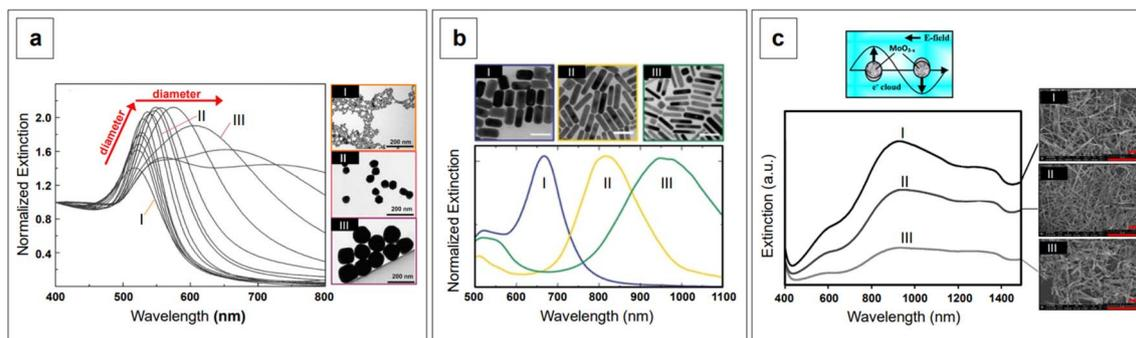 a
diameter
diameter
II
III
I
2.0
1.6
1.2
0.8
0.4
Normalized Extinction
400
500
600
700
800
Wavelength (nm)
I
200 nm
II
200 nm
III
200 nm
b
I
II
III
I
II
III
Normalized Extinction
500
600
700
800
900
1000
1100
Wavelength (nm)
c
E-field
MoO3-x
e- cloud
I
II
III
Extinction (a.u.)
400
600
800
1000
1200
1400
Wavelength (nm)
I
II
III